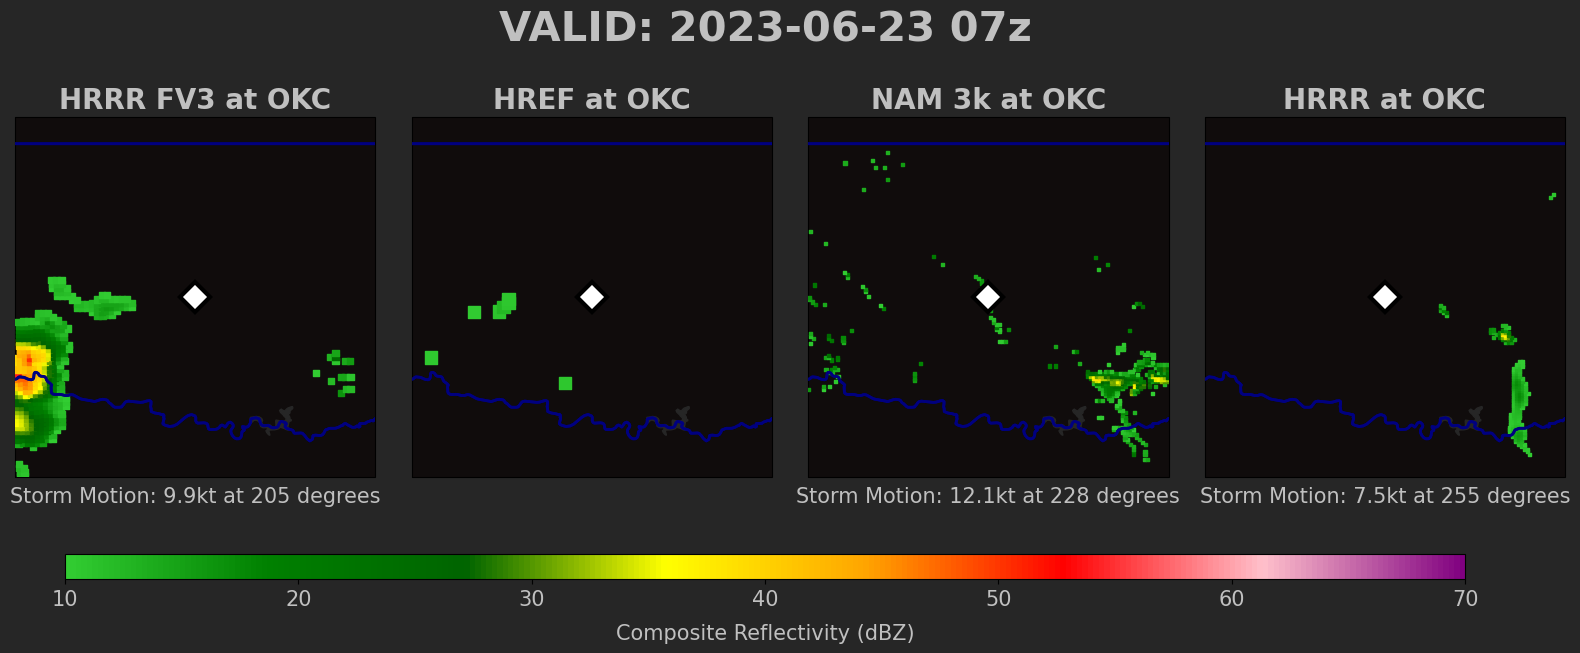 VALID: 2023-06-23 07z
HRRR FV3 at OKC
HREF at OKC
NAM 3k at OKC
HRRR at OKC
Storm Motion: 9.9kt at 205 degrees
Storm Motion: 12.1kt at 228 degrees
Storm Motion: 7.5kt at 255 degrees
10 20 30 40 50 60 70
Composite Reflectivity (dBZ)